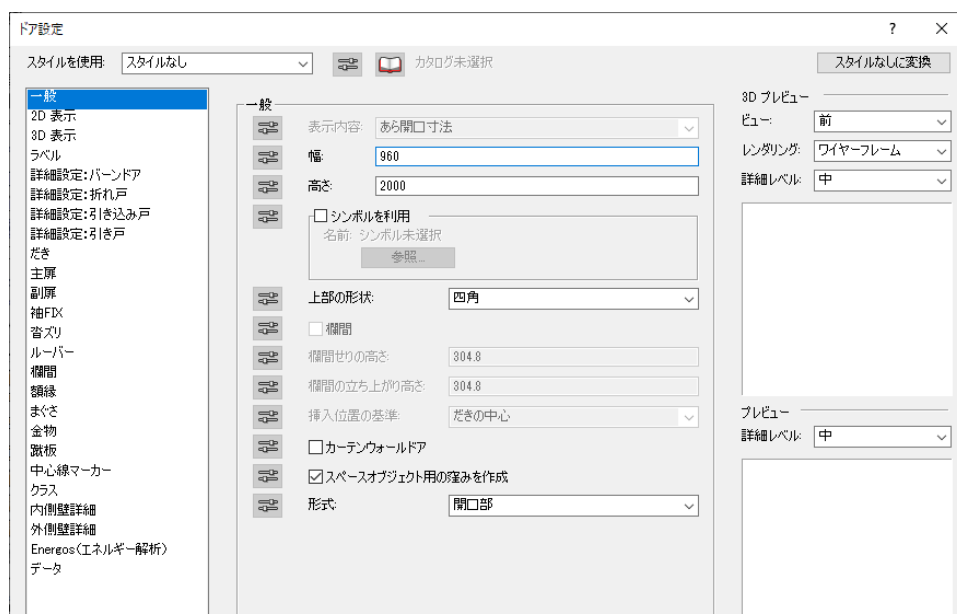 ドア設定
? ×
スタイルを使用: スタイルなし カタログ未選択 スタイルなしに変換
一般
2D 表示
3D 表示
ラベル
詳細設定:バーンドア
詳細設定:折れ戸
詳細設定:引き込み戸
詳細設定:引き戸
だき
主扉
副扉
袖FIX
沓ズリ
ルーバー
欄間
額縁
まぐさ
金物
蹴板
中心線マーカー
クラス
内側壁詳細
外側壁詳細
Energos(エネルギー解析)
データ
一般
表示内容: あら開口寸法
幅: 960
高さ: 2000
シンボルを利用
名前: シンボル未選択
参照...
上部の形状: 四角
欄間
欄間せりの高さ: 304.8
欄間の立ち上がり高さ: 304.8
挿入位置の基準: だきの中心
カーテンウォールドア
スペースオブジェクト用の窪みを作成
形式: 開口部
3D プレビュー
ビュー: 前
レンダリング: ワイヤーフレーム
詳細レベル: 中
プレビュー
詳細レベル: 中